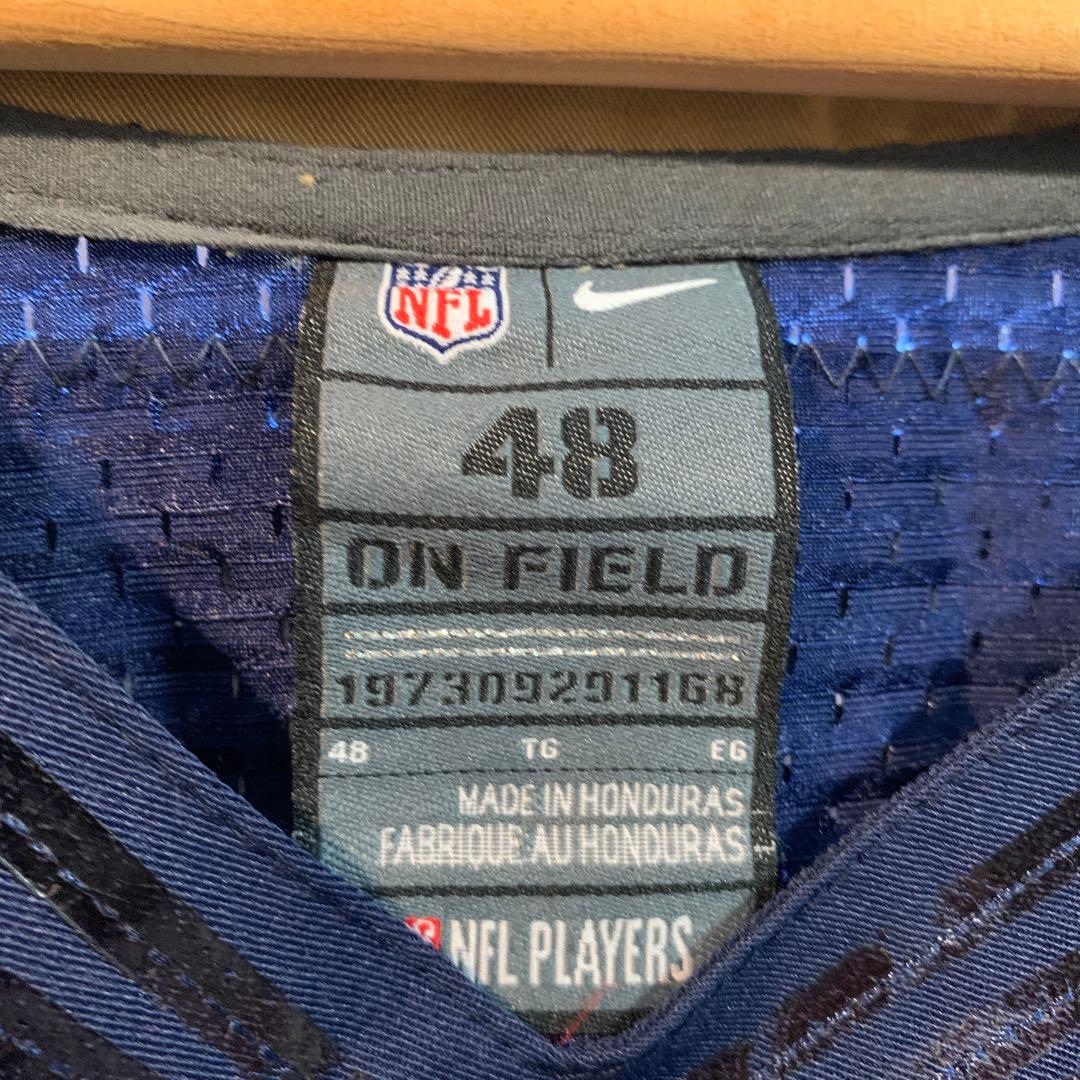 NFL
48
ON FIELD
197309291168
48 TG EG
MADE IN HONDURAS
FABRIQUE AU HONDURAS
NFL PLAYERS